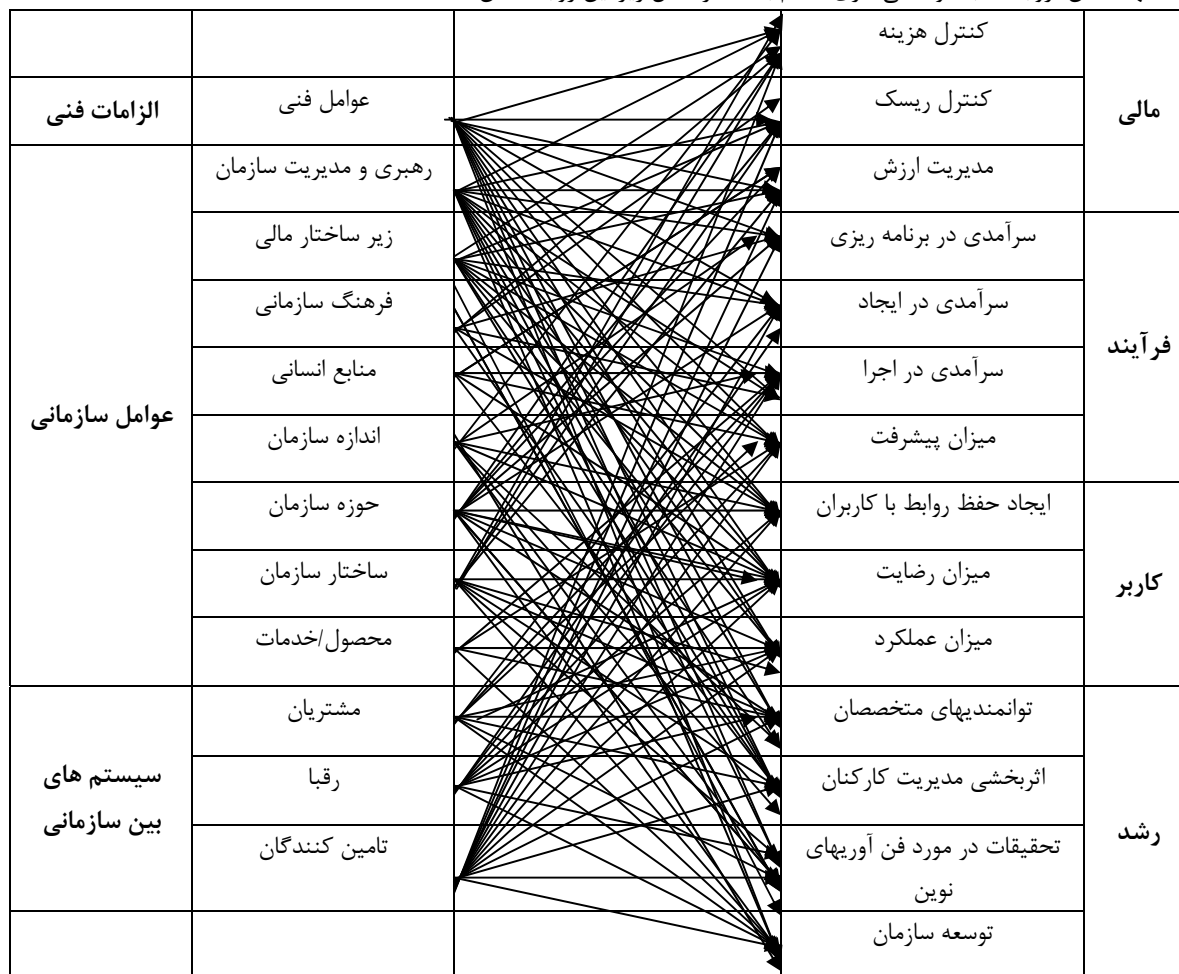 کنترل هزینه
مالی
کنترل ریسک
مدیریت ارزش
سرآمدی در برنامه ریزی
فرآیند
سرآمدی در ایجاد
سرآمدی در اجرا
میزان پیشرفت
ایجاد حفظ روابط با کاربران
کاربر
میزان رضایت
میزان عملکرد
توانمندیهای متخصصان
رشد
اثربخشی مدیریت کارکنان
تحقیقات در مورد فن آوریهای
نوین
توسعه سازمان
عوامل فنی
الزامات فنی
رهبری و مدیریت سازمان
عوامل سازمانی
زیر ساختار مالی
فرهنگ سازمانی
منابع انسانی
اندازه سازمان
حوزه سازمان
ساختار سازمان
محصول/خدمات
مشتریان
سیستم های
بین سازمانی
رقبا
تامین کنندگان